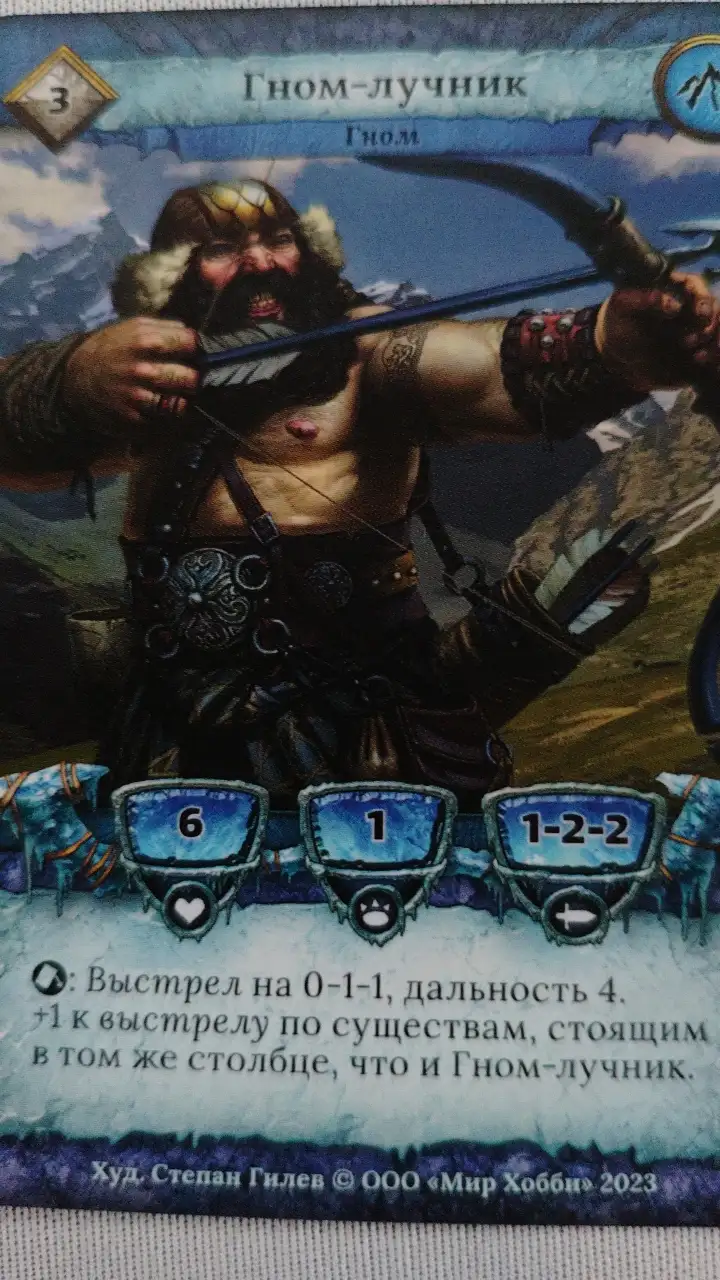 3
Гном-лучник
Гном
6
1
1-2-2
: Выстрел на 0-1-1, дальность 4.
+1 к выстрелу по существам, стоящим
в том же столбце, что и Гном-лучник.
Худ. Степан Гилев © ООО «Мир Хобби» 2023